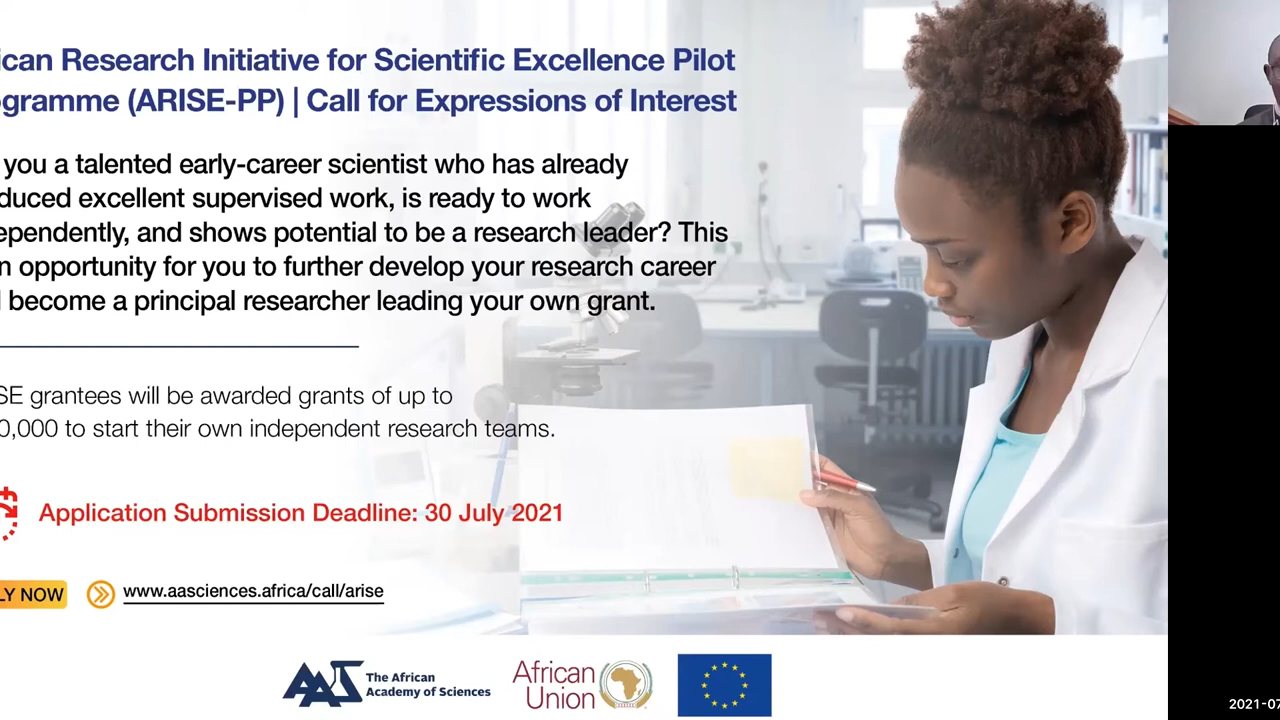 ican Research Initiative for Scientific Excellence Pilot
ogramme (ARISE-PP) | Call for Expressions of Interest
you a talented early-career scientist who has already
duced excellent supervised work, is ready to work
ependently, and shows potential to be a research leader? This
n opportunity for you to further develop your research career
become a principal researcher leading your own grant.
SE grantees will be awarded grants of up to
0,000 to start their own independent research teams.
Application Submission Deadline: 30 July 2021
LY NOW
www.aasciences.africa/call/arise
AAS
The African
Academy of Sciences
African
Union
2021-07